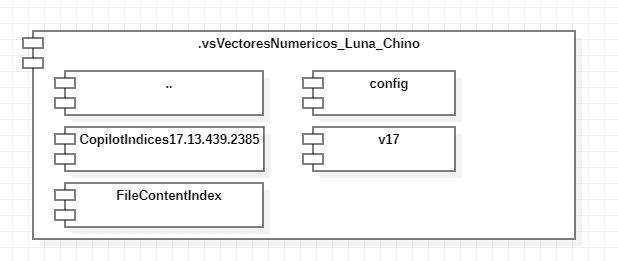 .vsVectoresNumericos_Luna_Chino
..
config
CopilotIndices17.13.439.2385
v17
FileContentIndex